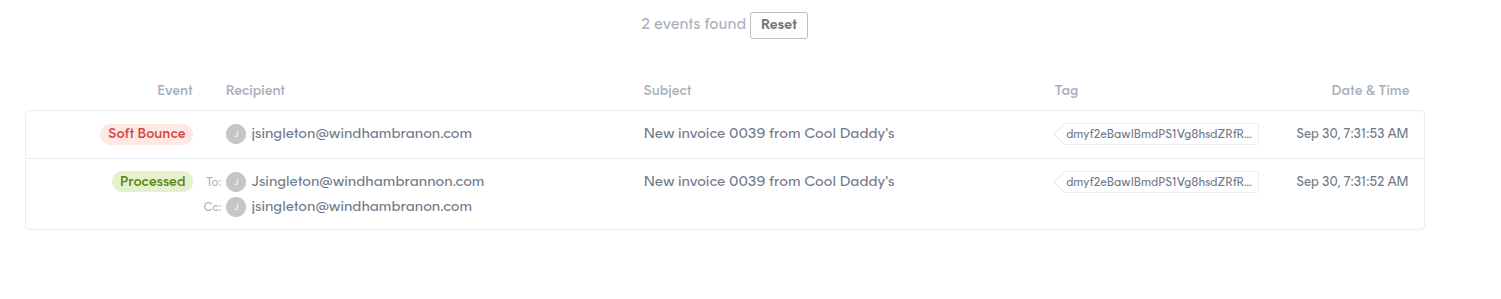 2 events found Reset
Event Recipient Subject Tag Date & Time
Soft Bounce J jsingleton@windhambranon.com New invoice 0039 from Cool Daddy's dmyf2eBawIBmdPS1Vg8hsdZRfR... Sep 30, 7:31:53 AM
Processed To: J Jsingleton@windhambrannon.com New invoice 0039 from Cool Daddy's dmyf2eBawIBmdPS1Vg8hsdZRfR... Sep 30, 7:31:52 AM
Cc: J jsingleton@windhambranon.com